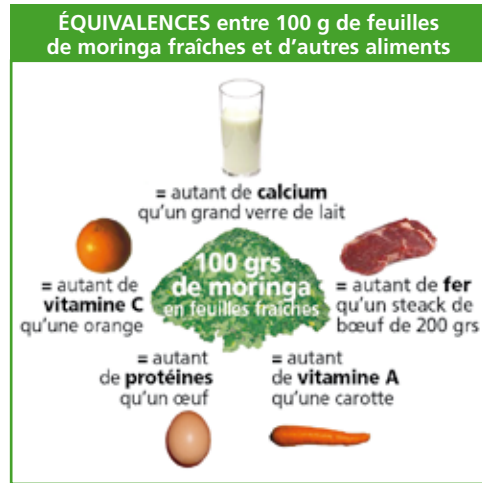 ÉQUIVALENCES entre 100 g de feuilles
de moringa fraîches et d'autres aliments
= autant de calcium
qu'un grand verre de lait
= autant de
vitamine C
qu'une orange
100 grs
de moringa
en feuilles fraîches
= autant de fer
qu'un steack de
bœuf de 200 grs
= autant
de protéines
qu'un œuf
= autant
de vitamine A
qu'une carotte